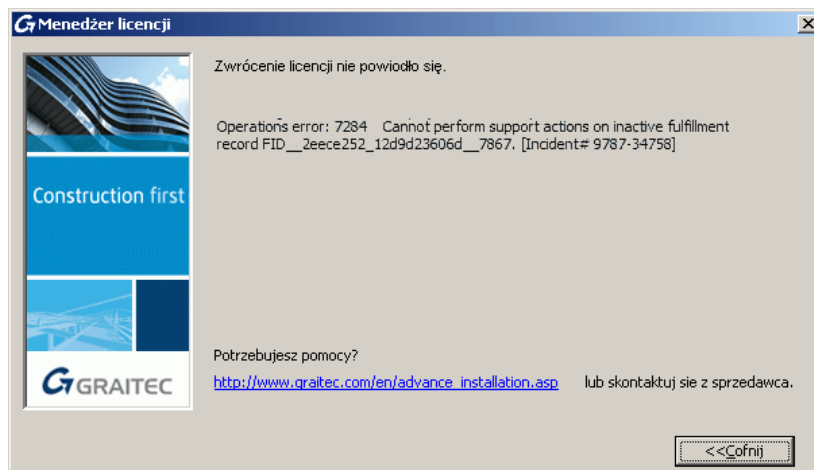 Menedżer licencji
Zwrócenie licencji nie powiodło się.
Operations error: 7284 Cannot perform support actions on inactive fulfillment
record FID__2eece252_12d9d23606d__7867. [Incident# 9787-34758]
Construction first
Potrzebujesz pomocy?
http://www.graitec.com/en/advance_installation.asp lub skontaktuj sie z sprzedawca.
GRAITEC
<<Cofnij